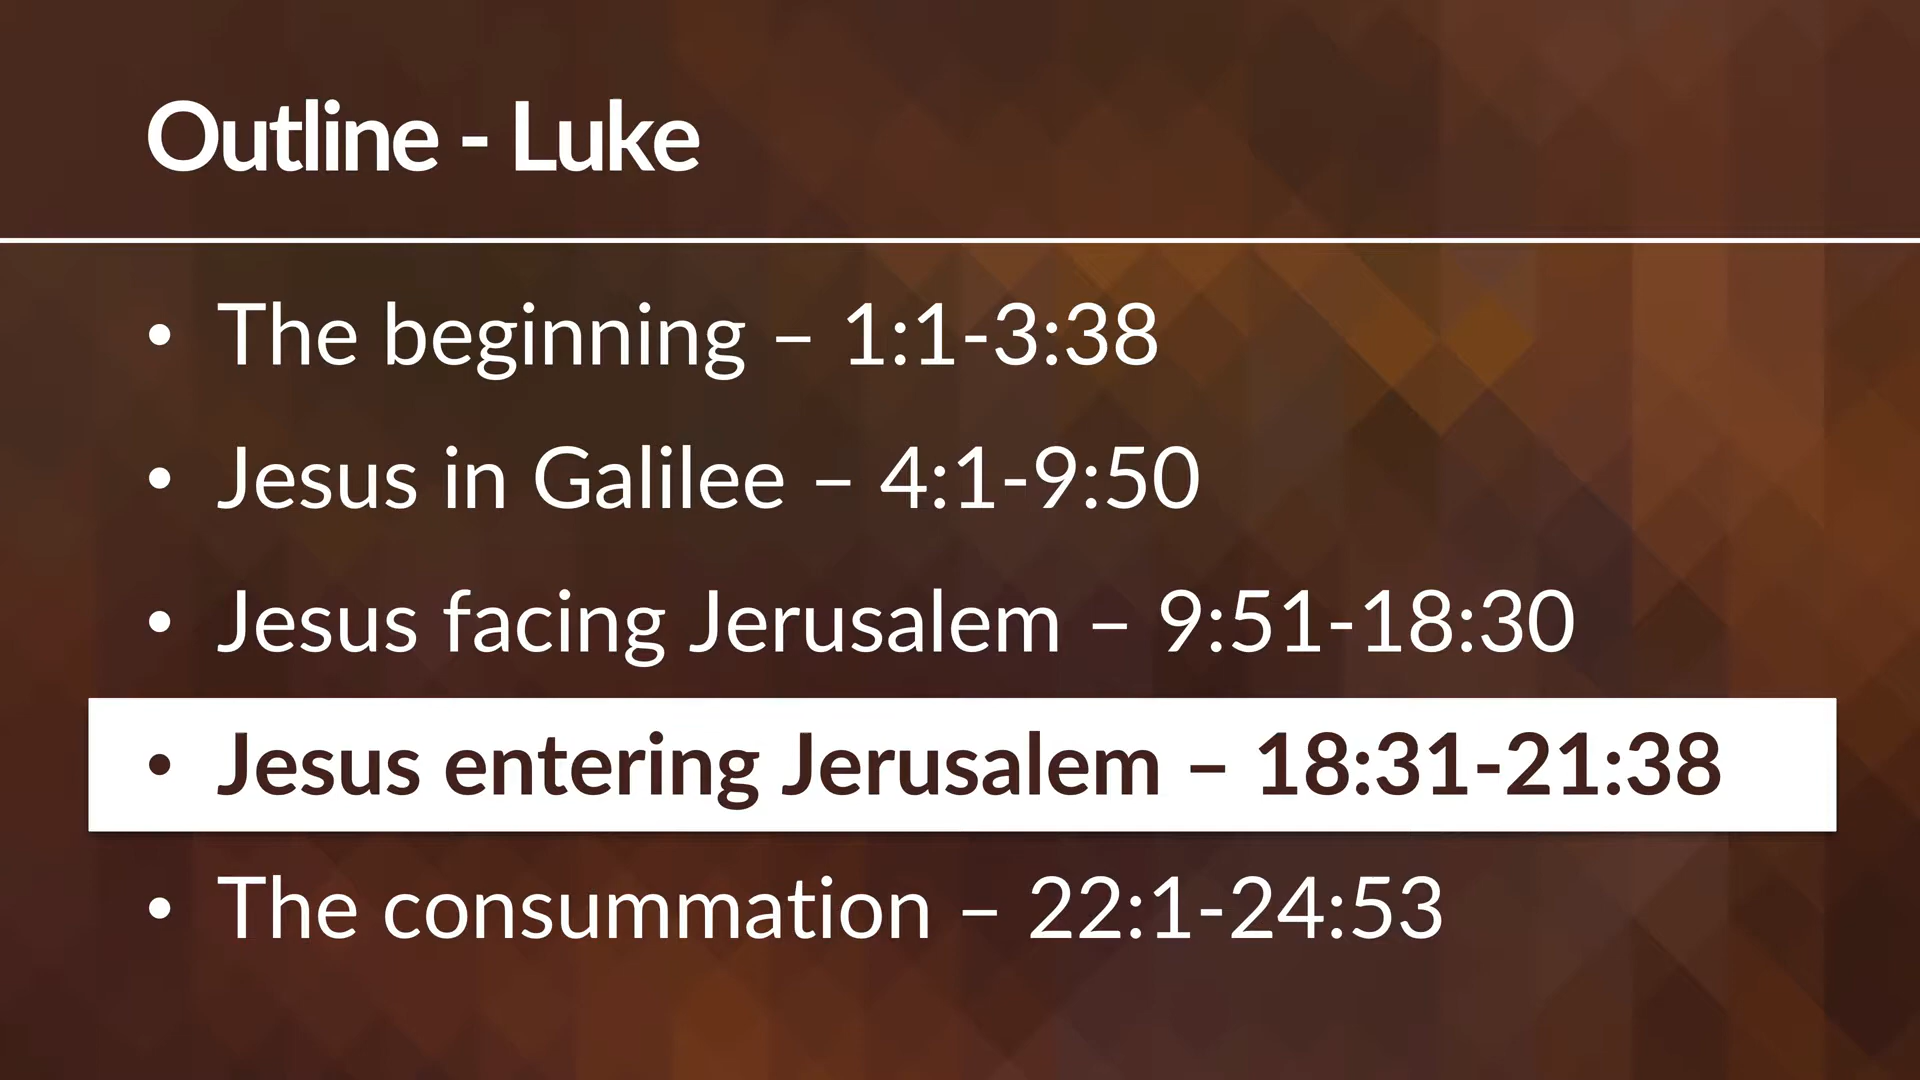 Outline - Luke
• The beginning – 1:1-3:38
• Jesus in Galilee – 4:1-9:50
• Jesus facing Jerusalem – 9:51-18:30
• Jesus entering Jerusalem – 18:31-21:38
• The consummation – 22:1-24:53